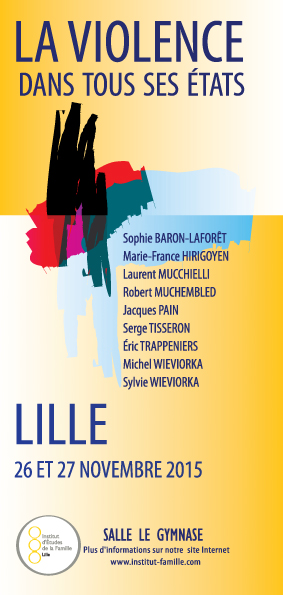 LA VIOLENCE
DANS TOUS SES ÉTATS
Sophie BARON-LAFORÊT
Marie-France HIRIGOYEN
Laurent MUCCHIELLI
Robert MUCHEMBLED
Jacques PAIN
Serge TISSERON
Éric TRAPPENIERS
Michel WIEVIORKA
Sylvie WIEVIORKA
LILLE
26 ET 27 NOVEMBRE 2015
Institut
d'Études
de la Famille
Lille
SALLE LE GYMNASE
Plus d'informations sur notre site Internet
www.institut-famille.com